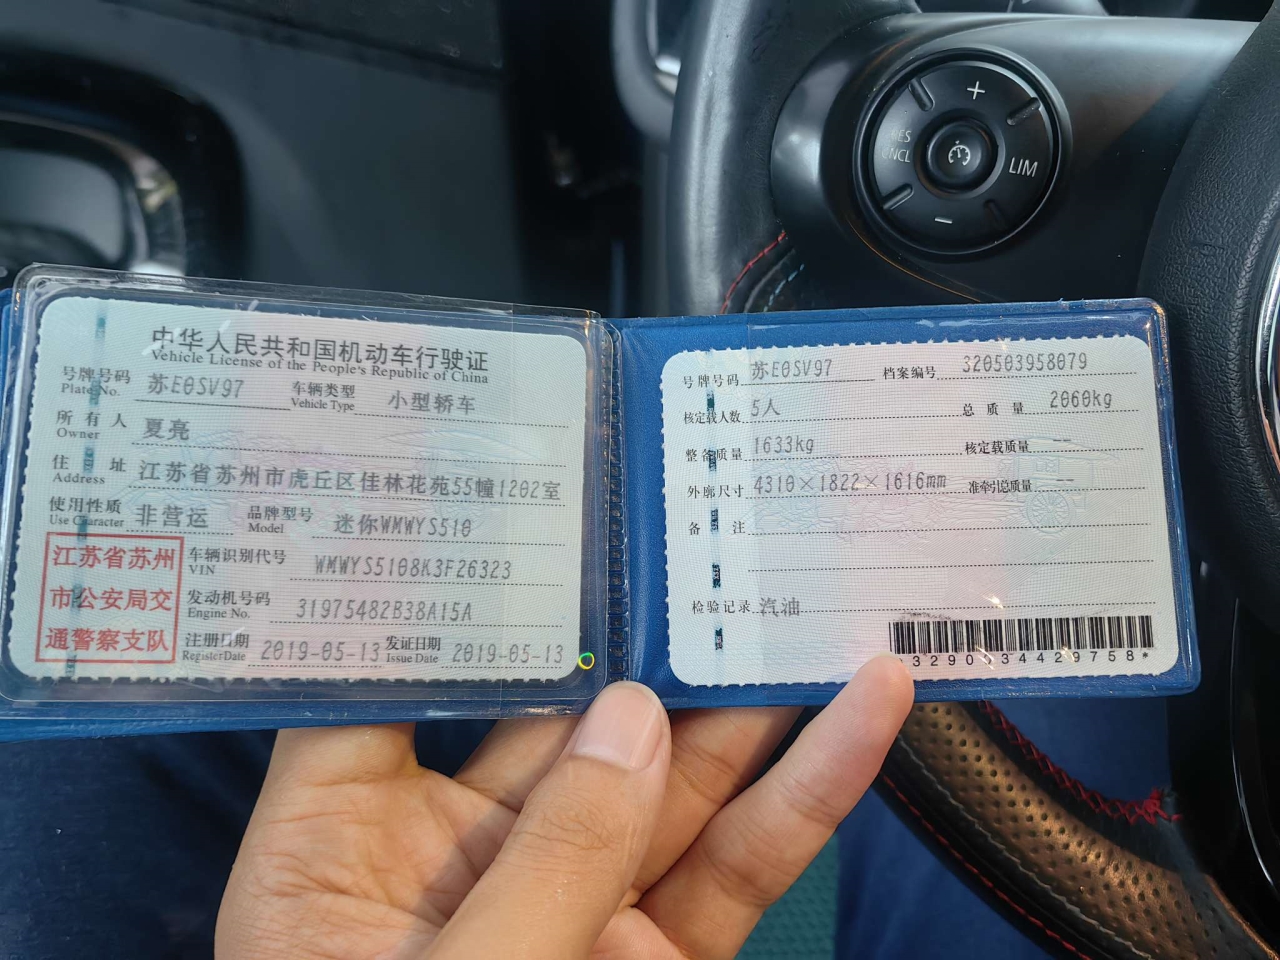 +
RES
CNCL
LIM
−
中华人民共和国机动车行驶证
Vehicle License of the People's Republic of China
号牌号码 苏E0SV97 车辆类型 小型轿车
Plate No. Vehicle Type
所有人 夏亮
Owner
住址 江苏省苏州市虎丘区佳林花苑55幢1202室
Address
使用性质 非营运 品牌型号 迷你WMWYS510
Use Character Model
江苏省苏州
市公安局交
通警察支队
车辆识别代号 WMWYS5108K3F26323
VIN
发动机号码 31975482B38A15A
Engine No.
注册日期 2019-05-13 发证日期 2019-05-13
Register Date Issue Date
号牌号码 苏E0SV97 档案编号 320503958079
核定载人数 5人 总质量 2060kg
整备质量 1633kg 核定载质量 --
外廓尺寸 4310×1822×1616mm 准牵引总质量 --
备注
检验记录 汽油